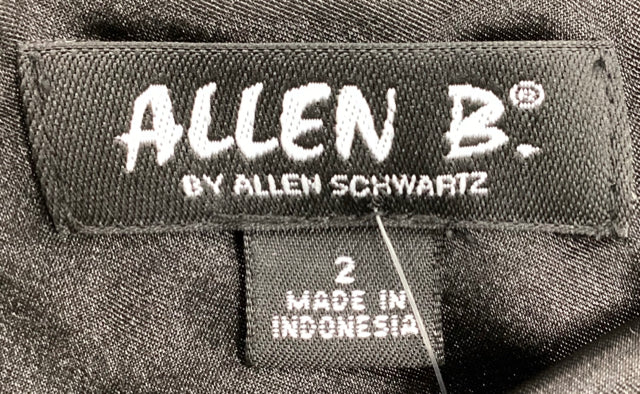 ALLEN B.®
BY ALLEN SCHWARTZ
2
MADE IN
INDONESIA